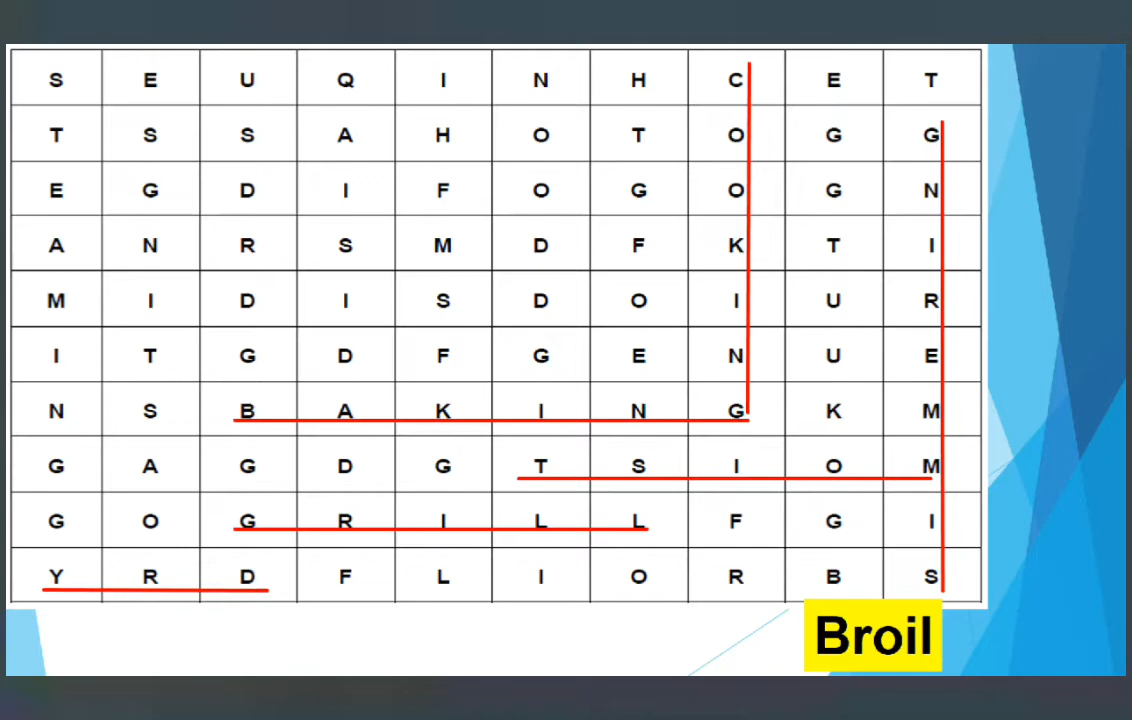 S E U Q I N H C E T
T S S A H O T O G G
E G D I F O G O G N
A N R S M D F K T I
M I D I S D O I U R
I T G D F G E N U E
N S B A K I N G K M
G A G D G T S I O M
G O G R I L L F G I
Y R D F L I O R B S
Broil